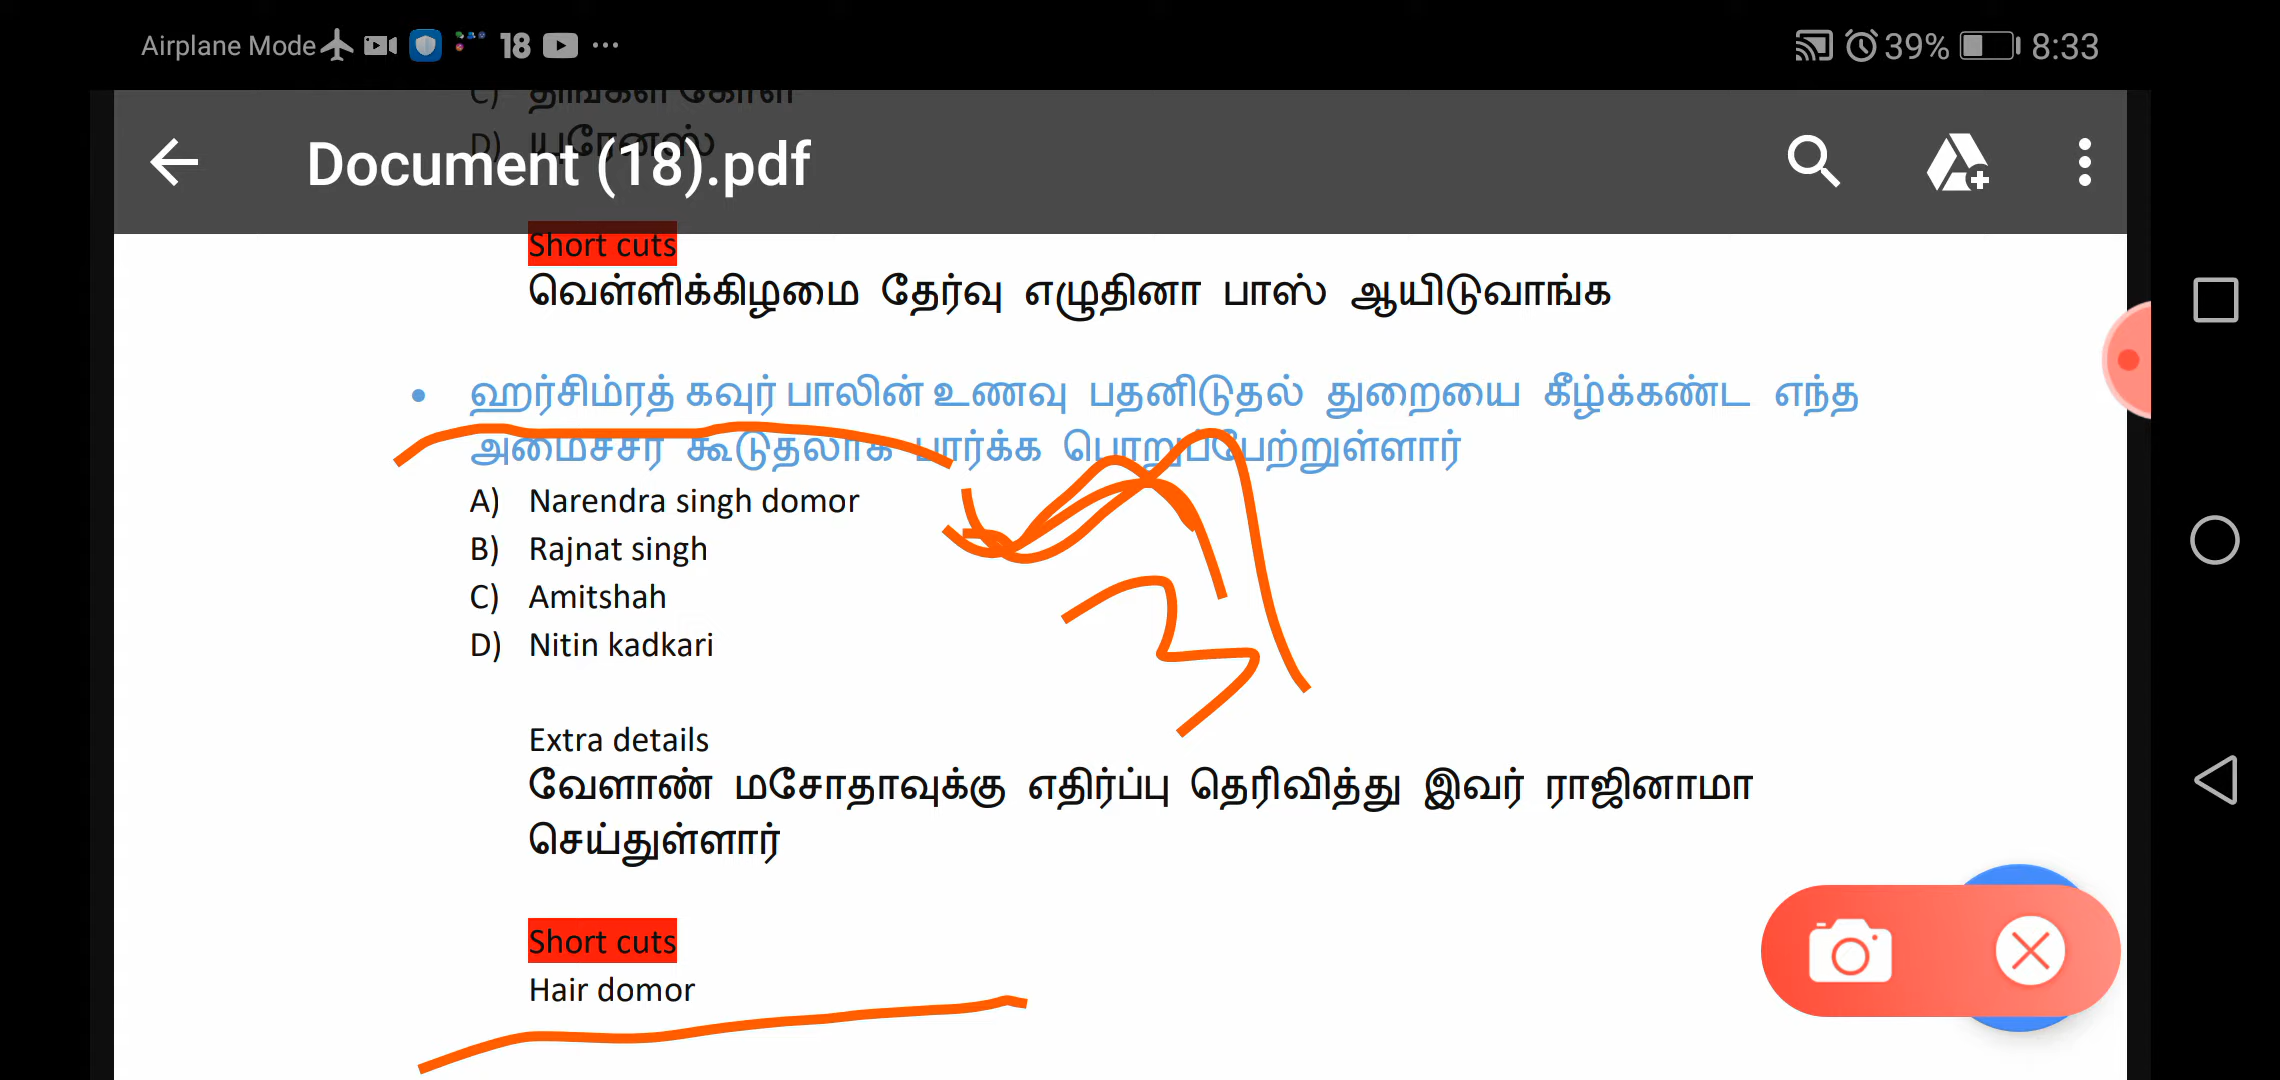 Airplane Mode 18 39% 8:33
D) யுரேனஸ்
Document (18).pdf
Short cuts
வெள்ளிக்கிழமை தேர்வு எழுதினா பாஸ் ஆயிடுவாங்க
• ஹர்சிம்ரத் கவுர் பாலின் உணவு பதனிடுதல் துறையை கீழ்க்கண்ட எந்த
அமைச்சர் கூடுதலாக பார்க்க பொறுப்பேற்றுள்ளார்
A) Narendra singh domor
B) Rajnat singh
C) Amitshah
D) Nitin kadkari
Extra details
வேளாண் மசோதாவுக்கு எதிர்ப்பு தெரிவித்து இவர் ராஜினாமா
செய்துள்ளார்
Short cuts
Hair domor